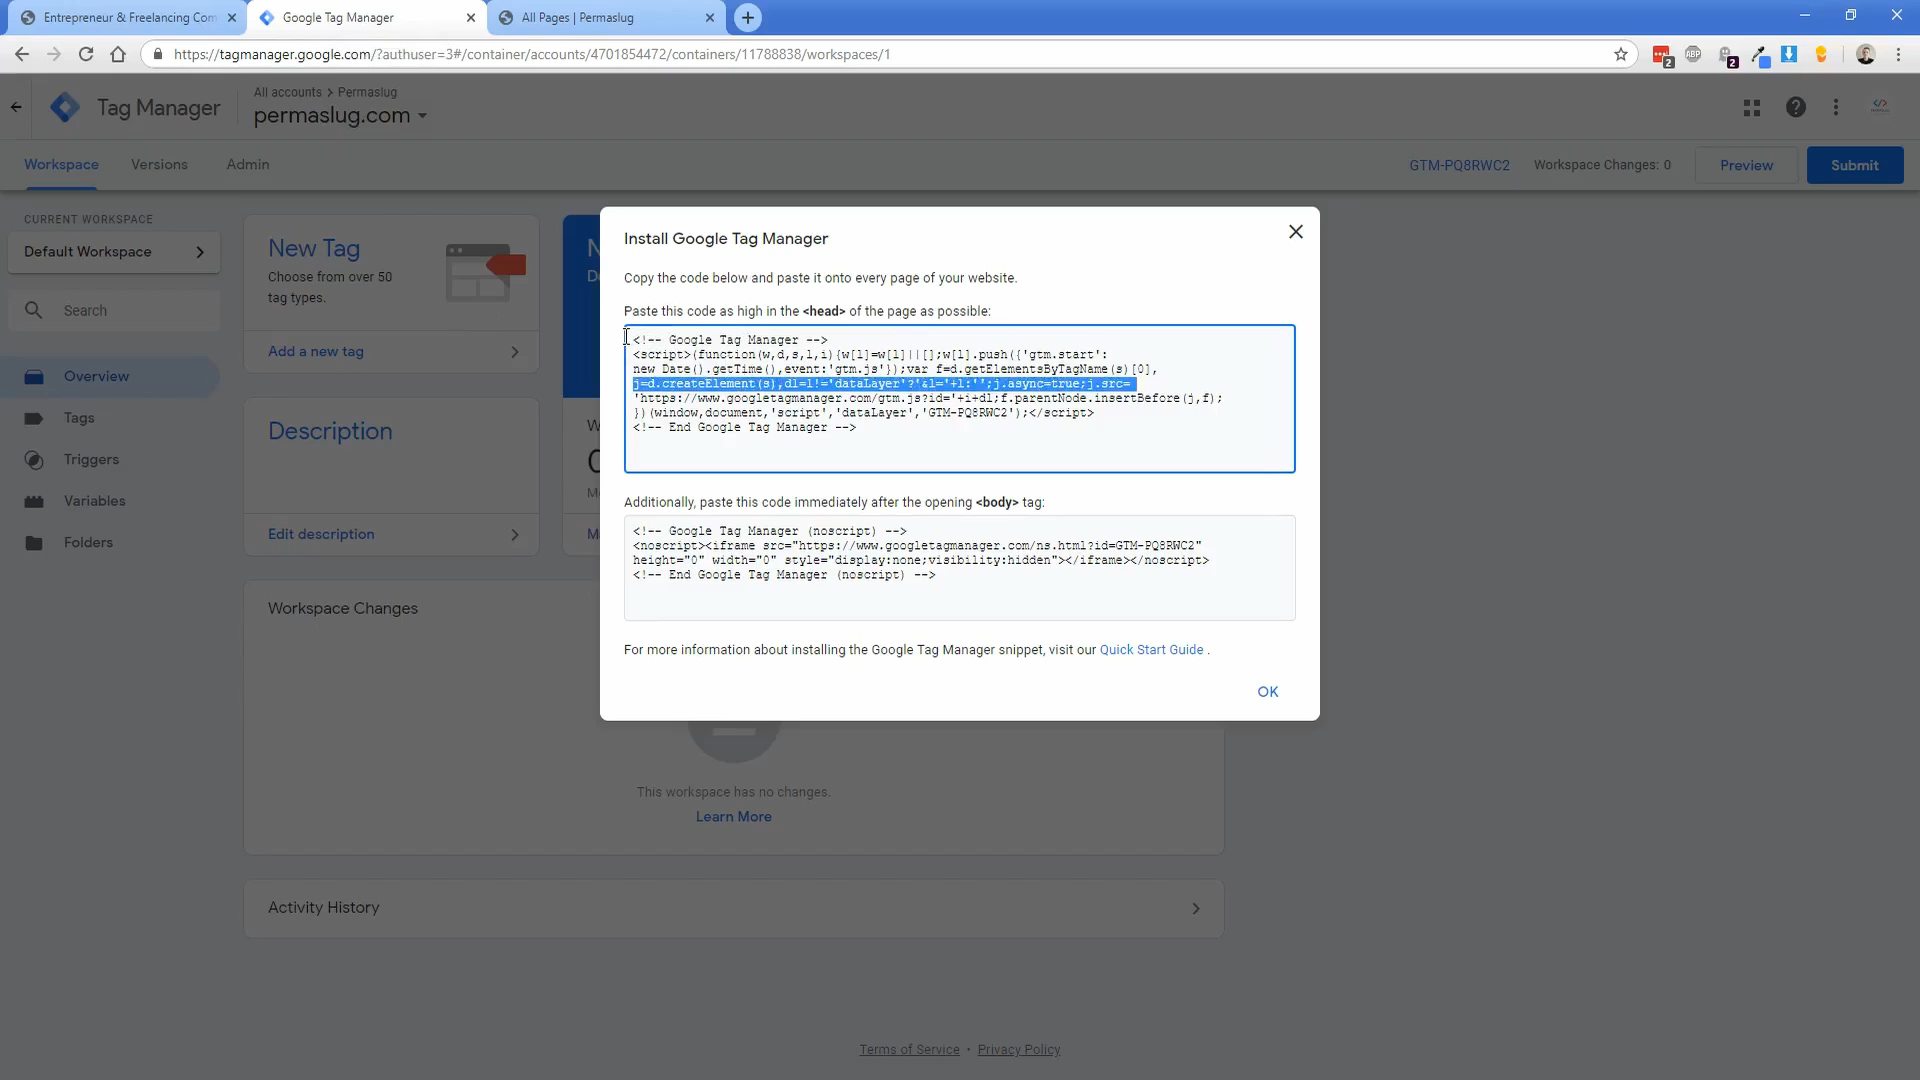 Entrepreneur & Freelancing Com
Google Tag Manager
All Pages | Permaslug
https://tagmanager.google.com/?authuser=3#/container/accounts/4701854472/containers/11788838/workspaces/1
2
ABP
2
Tag Manager
All accounts > Permaslug
permaslug.com
Workspace
Versions
Admin
GTM-PQ8RWC2
Workspace Changes: 0
Preview
Submit
CURRENT WORKSPACE
Default Workspace
Search
Overview
Tags
Triggers
Variables
Folders
New Tag
Choose from over 50
tag types.
Add a new tag
Description
Edit description
Install Google Tag Manager
Copy the code below and paste it onto every page of your website.
Paste this code as high in the <head> of the page as possible:
<!-- Google Tag Manager -->
<script>(function(w,d,s,l,i){w[l]=w[l]||[];w[l].push({'gtm.start':
new Date().getTime(),event:'gtm.js'});var f=d.getElementsByTagName(s)[0],
j=d.createElement(s),dl=l!='dataLayer'?'&l='+l:'';j.async=true;j.src=
'https://www.googletagmanager.com/gtm.js?id='+i+dl;f.parentNode.insertBefore(j,f);
})(window,document,'script','dataLayer','GTM-PQ8RWC2');</script>
<!-- End Google Tag Manager -->
Additionally, paste this code immediately after the opening <body> tag:
<!-- Google Tag Manager (noscript) -->
<noscript><iframe src="https://www.googletagmanager.com/ns.html?id=GTM-PQ8RWC2"
height="0" width="0" style="display:none;visibility:hidden"></iframe></noscript>
<!-- End Google Tag Manager (noscript) -->
For more information about installing the Google Tag Manager snippet, visit our Quick Start Guide .
OK
Workspace Changes
This workspace has no changes.
Learn More
Activity History
Terms of Service • Privacy Policy